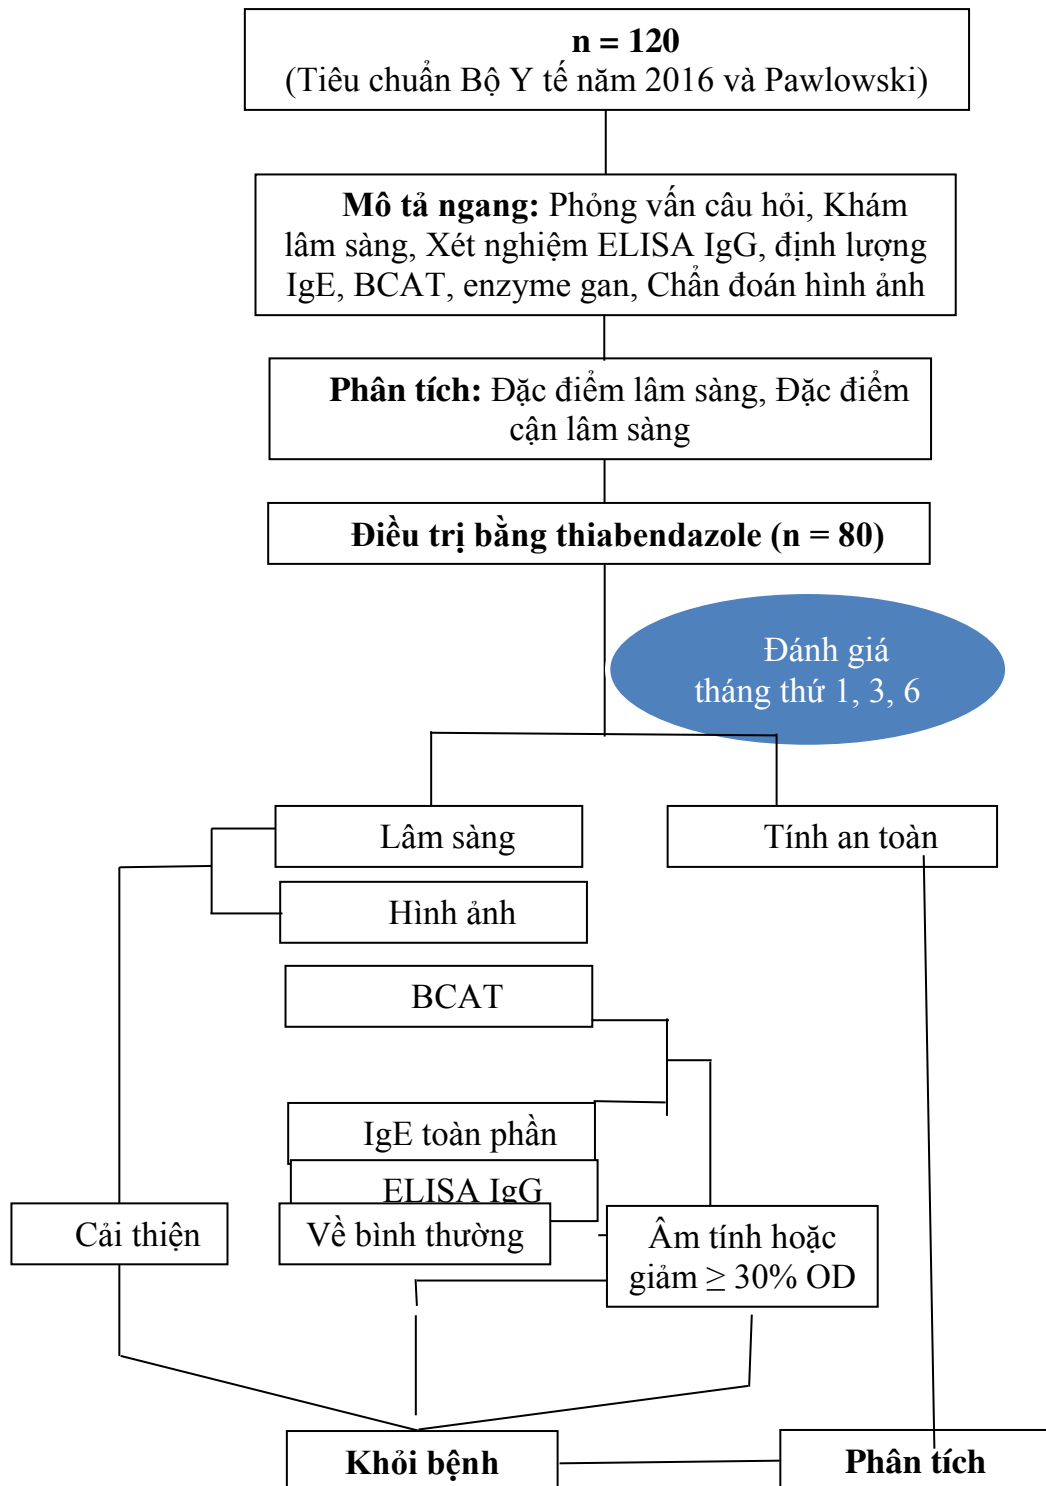 n = 120
(Tiêu chuẩn Bộ Y tế năm 2016 và Pawlowski)
Mô tả ngang: Phỏng vấn câu hỏi, Khám
lâm sàng, Xét nghiệm ELISA IgG, định lượng
IgE, BCAT, enzyme gan, Chẩn đoán hình ảnh
Phân tích: Đặc điểm lâm sàng, Đặc điểm
cận lâm sàng
Điều trị bằng thiabendazole (n = 80)
Đánh giá
tháng thứ 1, 3, 6
Lâm sàng
Tính an toàn
Hình ảnh
BCAT
IgE toàn phần
ELISA IgG
Cải thiện
Về bình thường
Âm tính hoặc
giảm ≥ 30% OD
Khỏi bệnh
Phân tích